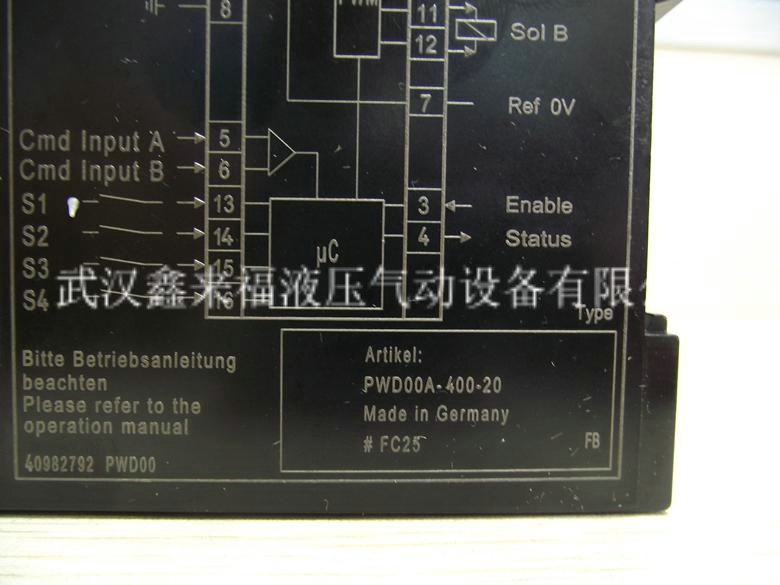 8
PWM
11
12
Sol B
7
Ref 0V
Cmd Input A
5
Cmd Input B
6
S1
13
3
Enable
S2
14
µC
4
Status
S3
15
S4
16
武汉鑫来福液压气动设备有限
Type
Bitte Betriebsanleitung
beachten
Please refer to the
operation manual
40982792 PWD00
Artikel:
PWD00A-400-20
Made in Germany
# FC25
FB